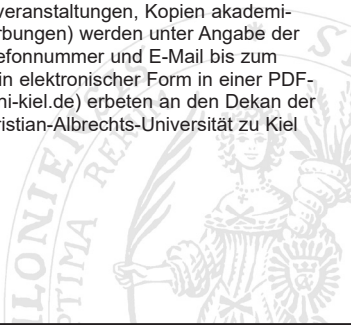 veranstaltungen, Kopien akademi-
rbungen) werden unter Angabe der
efonnummer und E-Mail bis zum
in elektronischer Form in einer PDF-
ni-kiel.de) erbeten an den Dekan der
ristian-Albrechts-Universität zu Kiel